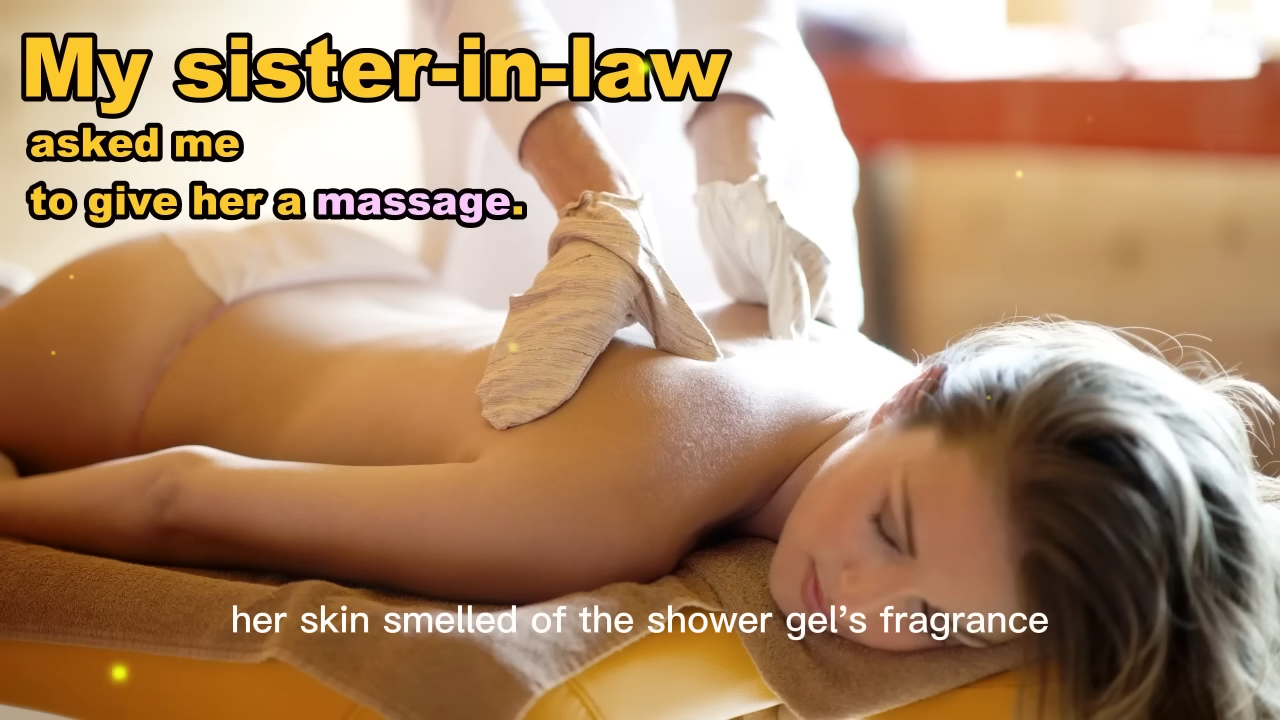 My sister-in-law
asked me
to give her a massage.
her skin smelled of the shower gel’s fragrance